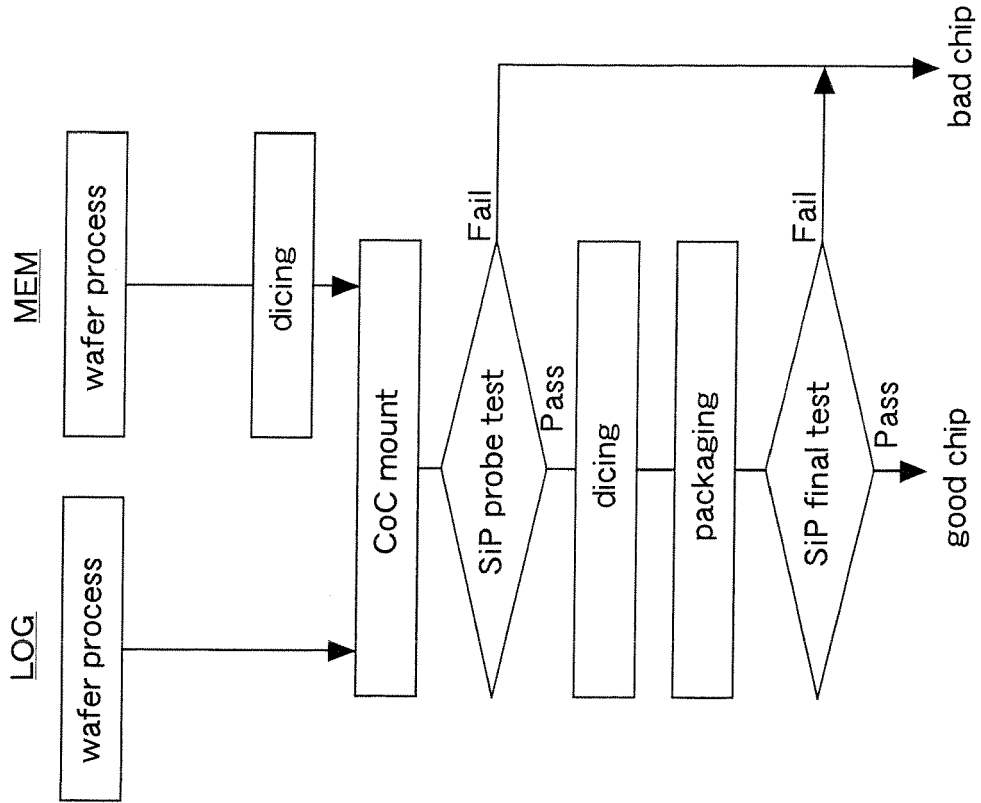 LOG
MEM
wafer process
wafer process
dicing
CoC mount
SiP probe test
Fail
Pass
dicing
packaging
SiP final test
Fail
Pass
good chip
bad chip